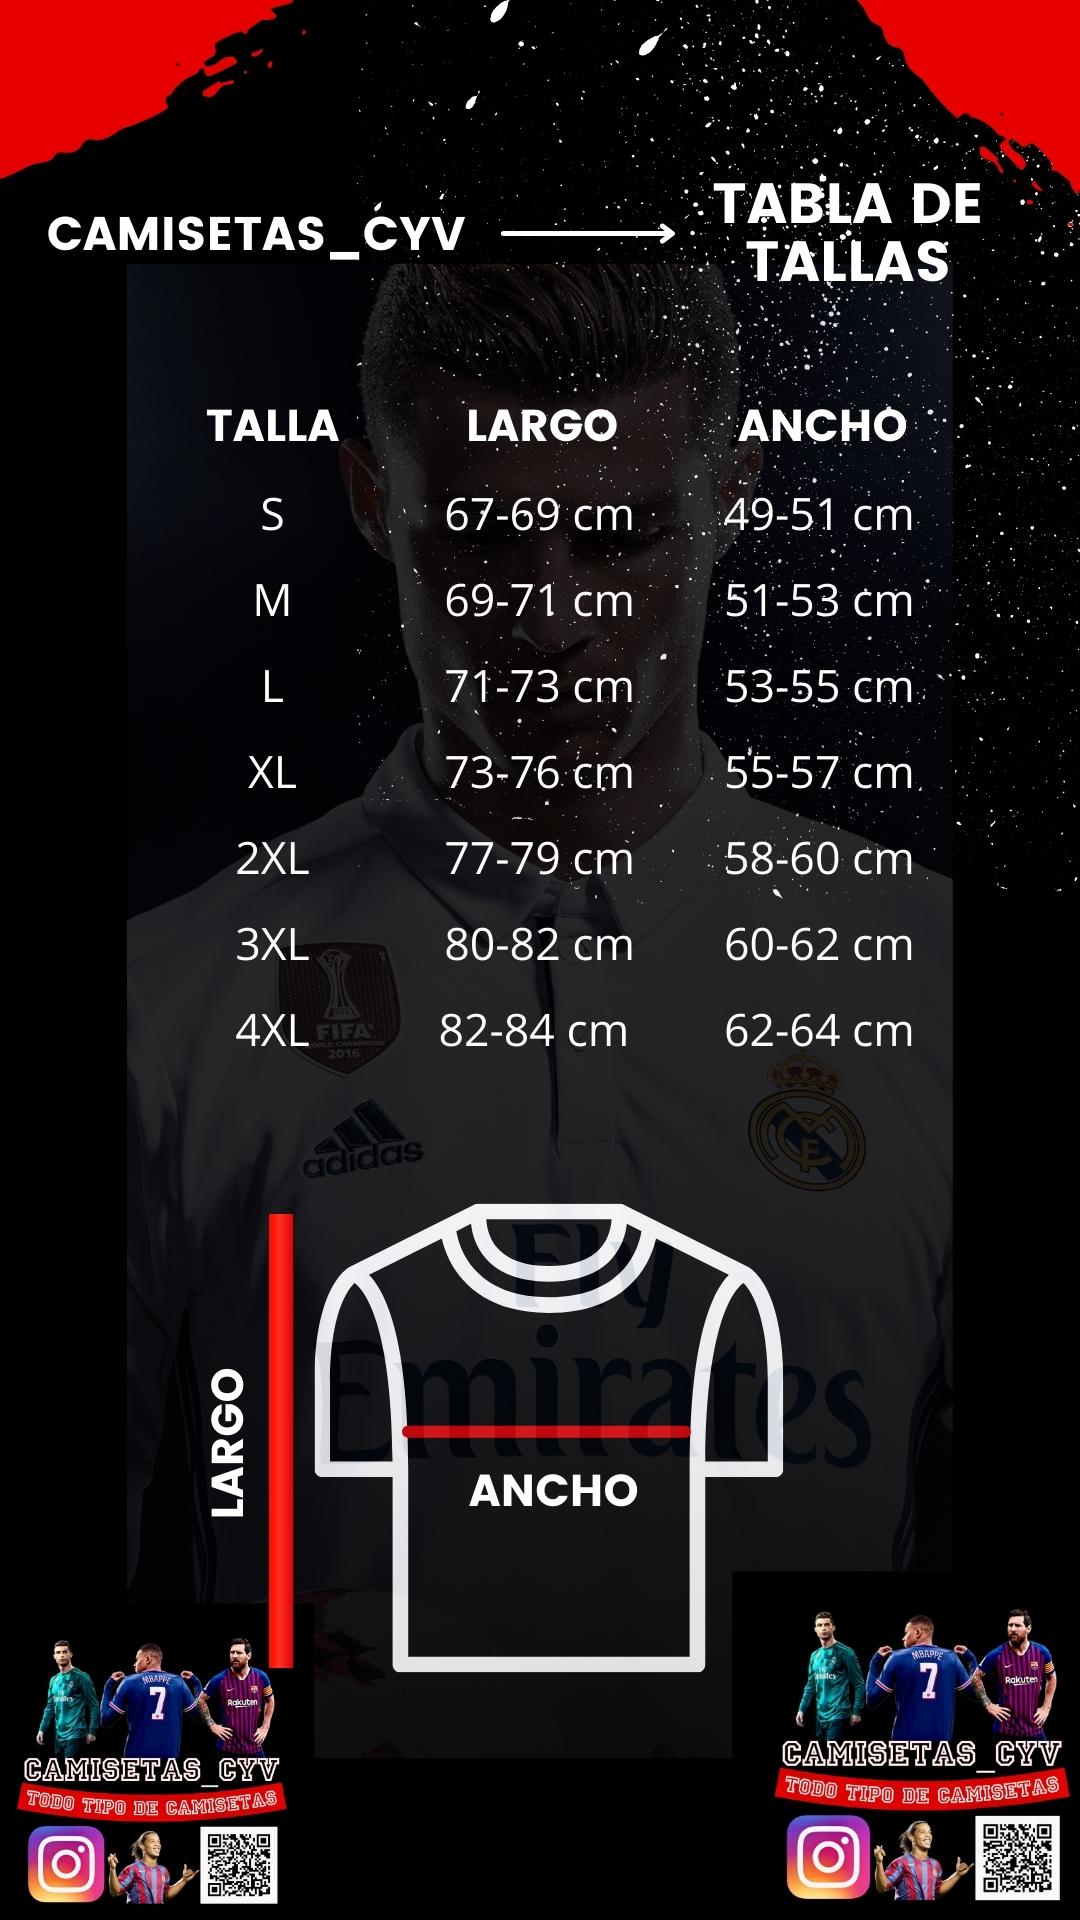 CAMISETAS_CYV
TABLA DE
TALLAS
TALLA LARGO ANCHO
S 67-69 cm 49-51 cm
M 69-71 cm 51-53 cm
L 71-73 cm 53-55 cm
XL 73-76 cm 55-57 cm
2XL 77-79 cm 58-60 cm
3XL 80-82 cm 60-62 cm
4XL 82-84 cm 62-64 cm
FIFA
WORLD CHAMPIONS
2016
adidas
Fly
Emirates
LARGO
ANCHO
MBAPPÉ
7
Rakuten
CAMISETAS_CYV
TODO TIPO DE CAMISETAS
MBAPPÉ
7
Rakuten
CAMISETAS_CYV
TODO TIPO DE CAMISETAS